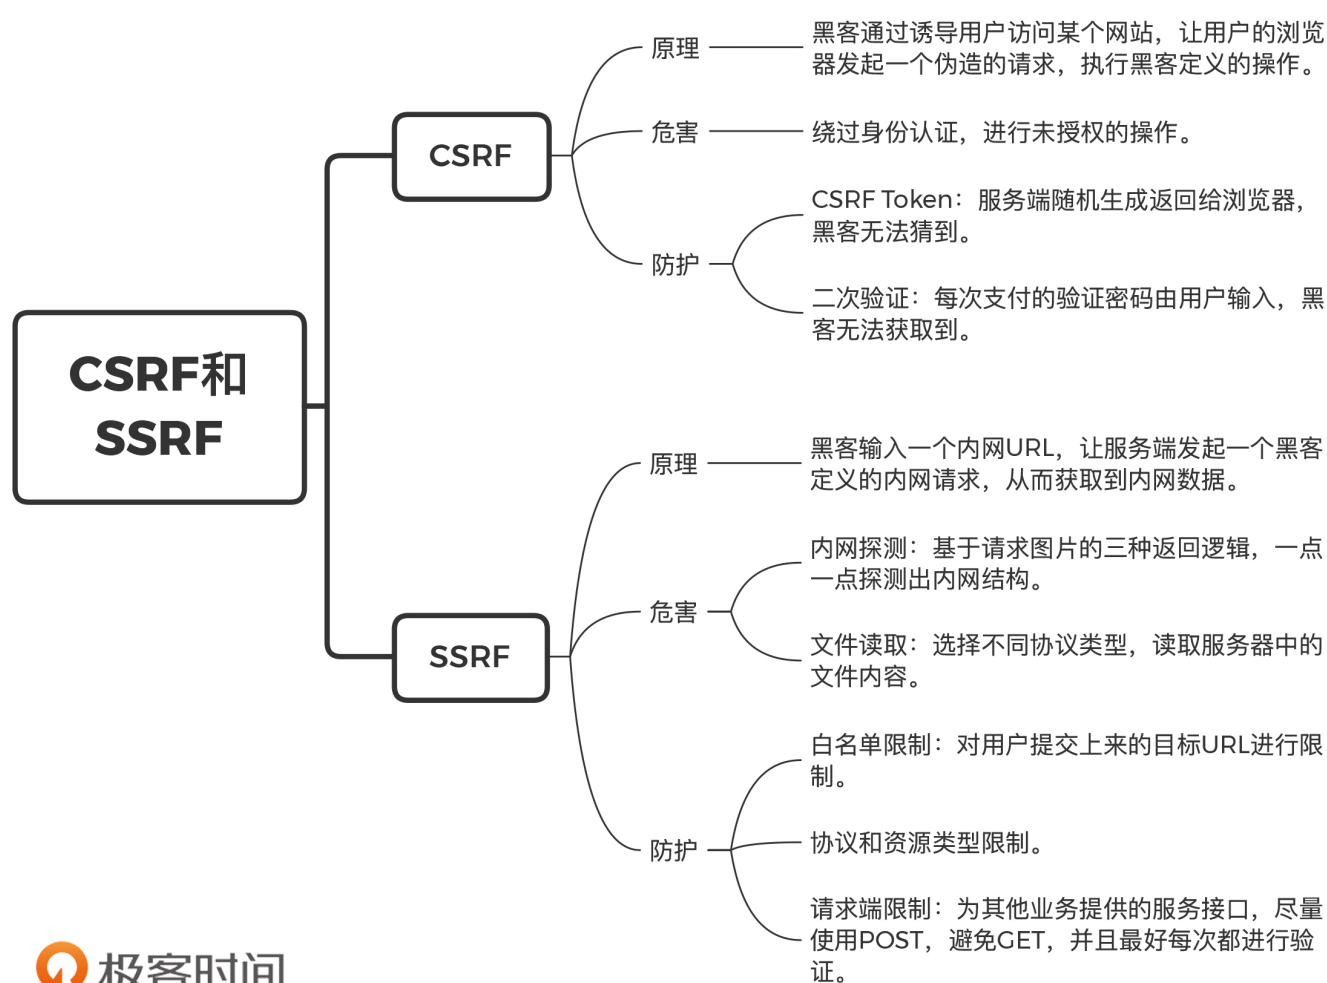 CSRF和
SSRF
CSRF
原理
黑客通过诱导用户访问某个网站，让用户的浏览
器发起一个伪造的请求，执行黑客定义的操作。
危害
绕过身份认证，进行未授权的操作。
防护
CSRF Token：服务端随机生成返回给浏览器，
黑客无法猜到。
二次验证：每次支付的验证密码由用户输入，黑
客无法获取到。
SSRF
原理
黑客输入一个内网URL，让服务端发起一个黑客
定义的内网请求，从而获取到内网数据。
危害
内网探测：基于请求图片的三种返回逻辑，一点
一点探测出内网结构。
文件读取：选择不同协议类型，读取服务器中的
文件内容。
防护
白名单限制：对用户提交上来的目标URL进行限
制。
协议和资源类型限制。
请求端限制：为其他业务提供的服务接口，尽量
使用POST，避免GET，并且最好每次都进行验
证。
极客时间